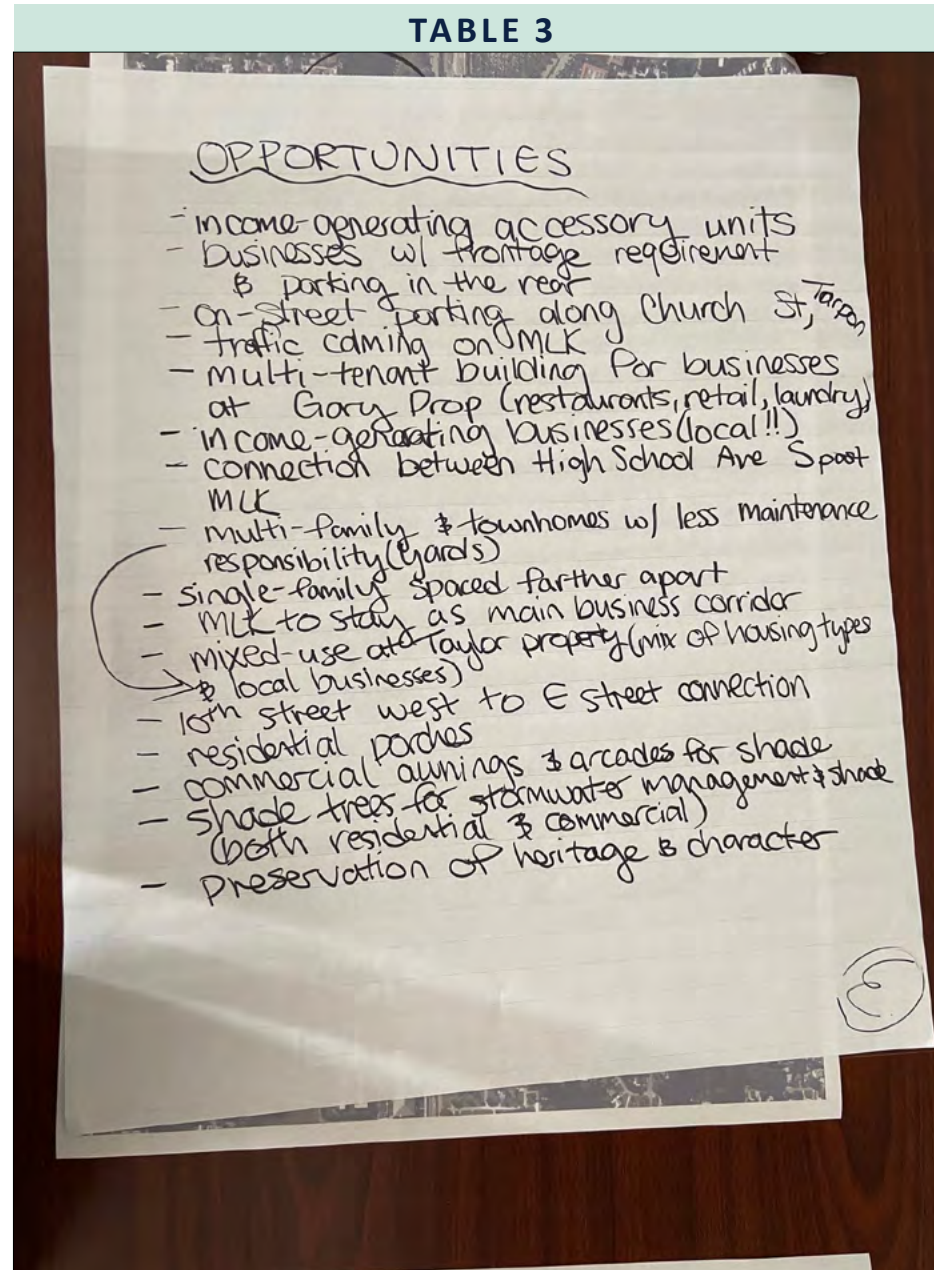 TABLE 3
OPPORTUNITIES
- income-generating accessory units
- businesses w/ frontage requirement
& parking in the rear
- on-street parking along Church St, Tarpon
- traffic calming on MLK
- multi-tenant building for businesses
at Gary Prop (restaurants, retail, laundry)
- income-generating businesses (local!!)
- connection between High School Ave S past
MLK
- multi-family & townhomes w/ less maintenance
responsibility (yards)
- single-family spaced farther apart
- MLK to stay as main business corridor
- mixed-use at Taylor property (mix of housing types
& local businesses)
- 10th street west to E street connection
- residential porches
- commercial awnings & arcades for shade
- shade trees for stormwater management & shade
(both residential & commercial)
- preservation of heritage & character